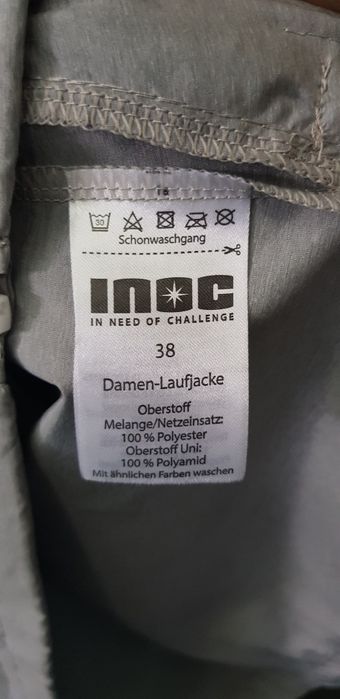 16
30
Schonwaschgang
INOC
IN NEED OF CHALLENGE
38
Damen-Laufjacke
Oberstoff
Melange/Netzeinsatz:
100 % Polyester
Oberstoff Uni:
100 % Polyamid
Mit ähnlichen Farben waschen